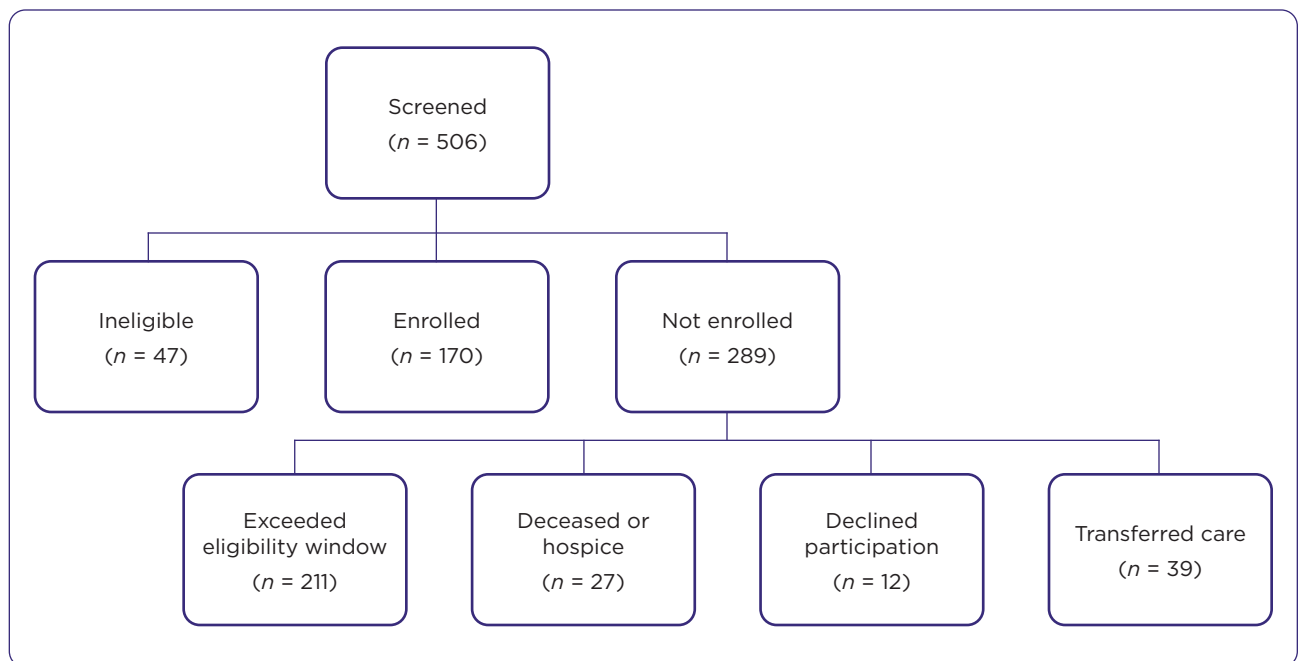 Screened
(n = 506)
Ineligible
(n = 47)
Enrolled
(n = 170)
Not enrolled
(n = 289)
Exceeded
eligibility window
(n = 211)
Deceased or
hospice
(n = 27)
Declined
participation
(n = 12)
Transferred care
(n = 39)